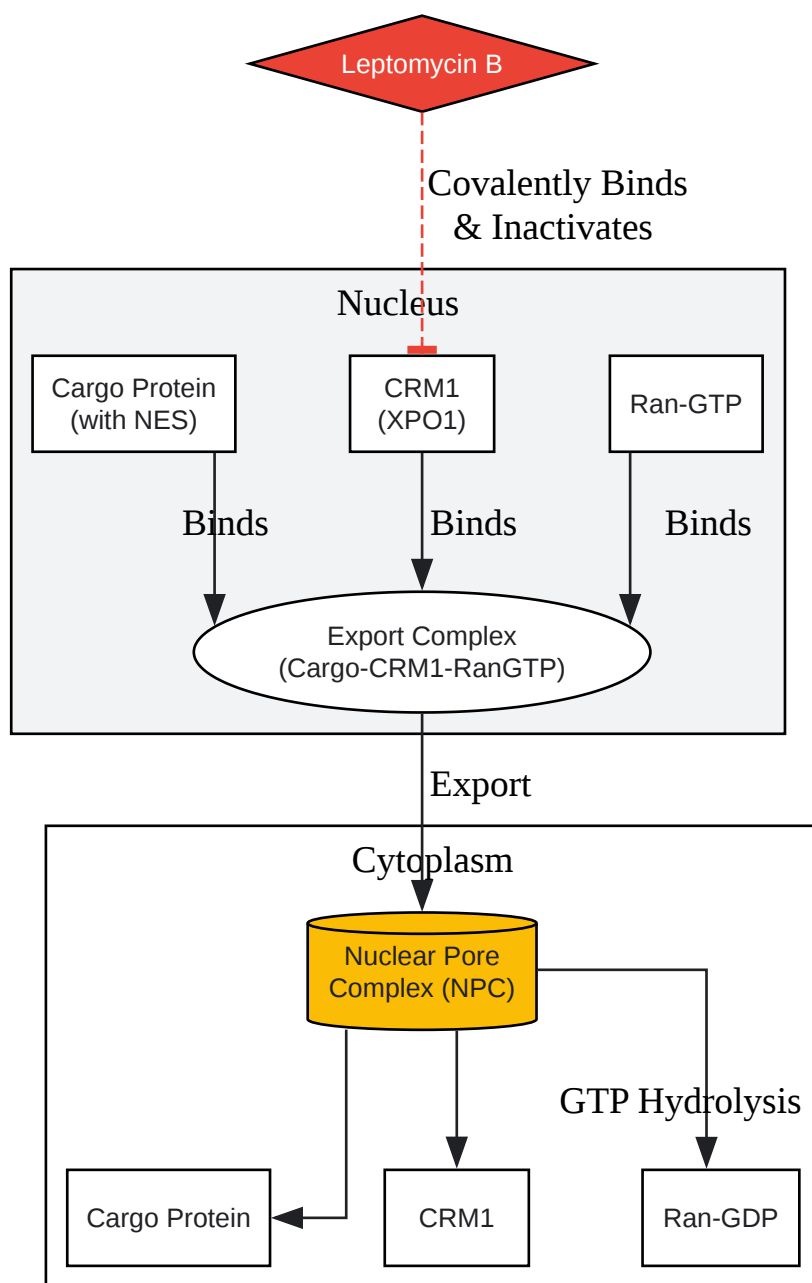 Leptomycin B
Covalently Binds
& Inactivates
Nucleus
Cargo Protein
(with NES)
CRM1
(XPO1)
Ran-GTP
Binds
Binds
Binds
Export Complex
(Cargo-CRM1-RanGTP)
Export
Cytoplasm
Nuclear Pore
Complex (NPC)
GTP Hydrolysis
Cargo Protein
CRM1
Ran-GDP